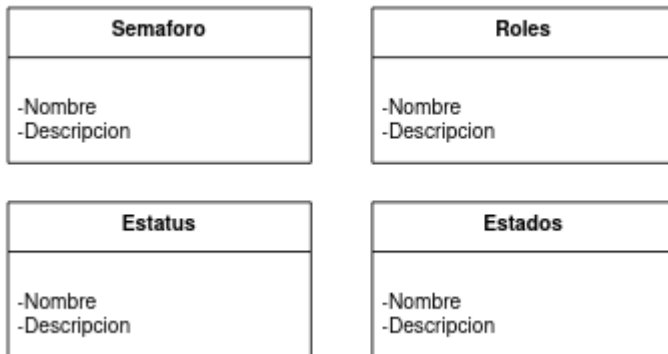 Semaforo
-Nombre
-Descripcion
Roles
-Nombre
-Descripcion
Estatus
-Nombre
-Descripcion
Estados
-Nombre
-Descripcion